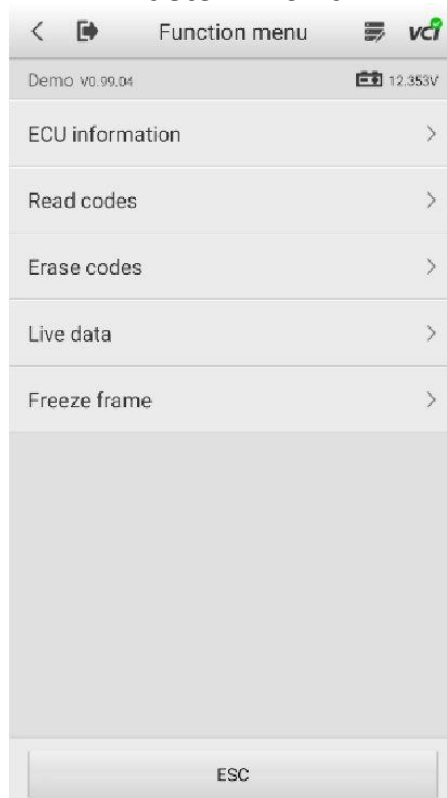 Function menu VCI
Demo V0.99.04 12.353V
ECU information
Read codes
Erase codes
Live data
Freeze frame
ESC